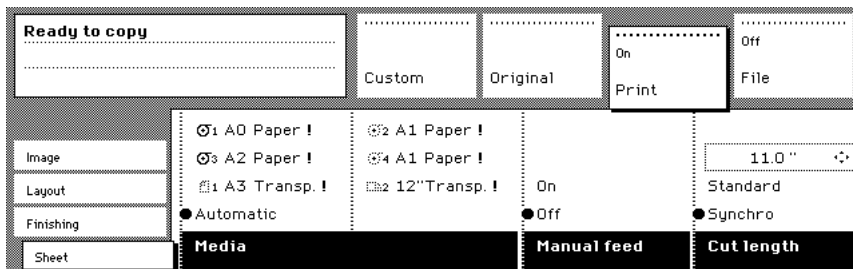 Ready to copy
Custom
Original
On
Print
Off
File
Image
Layout
Finishing
Sheet
1 A0 Paper !
3 A2 Paper !
1 A3 Transp. !
Automatic
2 A1 Paper !
4 A1 Paper !
2 12"Transp. !
Media
On
Off
Manual feed
11.0 "
Standard
Synchro
Cut length